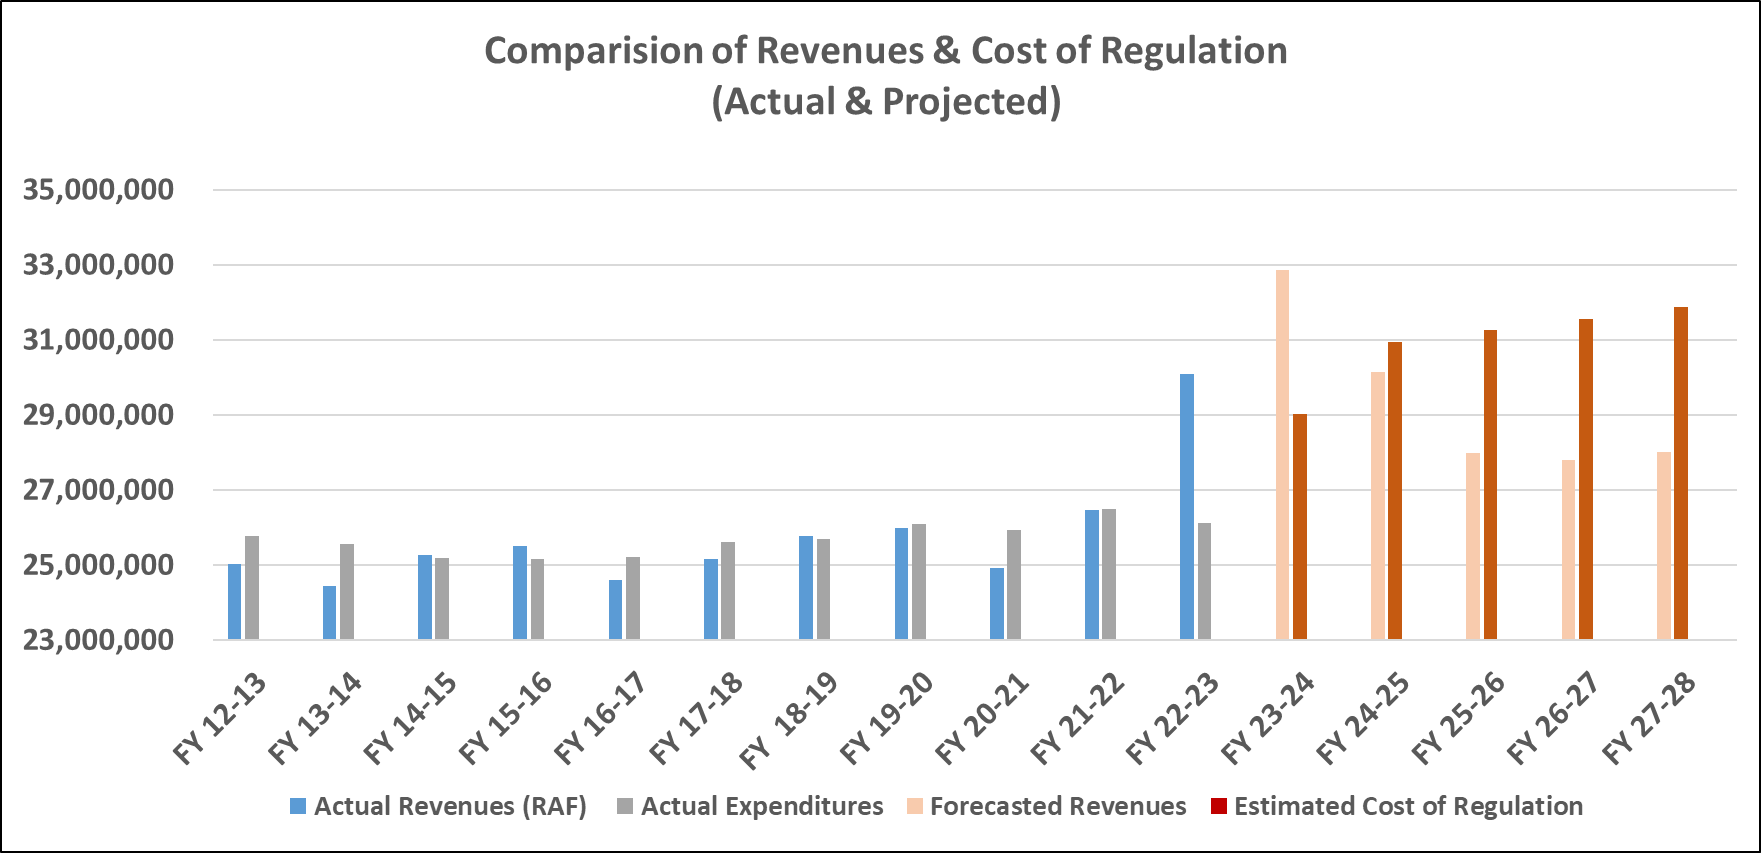 Comparision of Revenues & Cost of Regulation
(Actual & Projected)
35,000,000
33,000,000
31,000,000
29,000,000
27,000,000
25,000,000
23,000,000
FY 12-13
FY 13-14
FY 14-15
FY 15-16
FY 16-17
FY 17-18
FY  18-19
FY 19-20
FY 20-21
FY 21-22
FY 22-23
FY 23-24
FY 24-25
FY 25-26
FY 26-27
FY 27-28
Actual Revenues (RAF) Actual Expenditures Forecasted Revenues Estimated Cost of Regulation